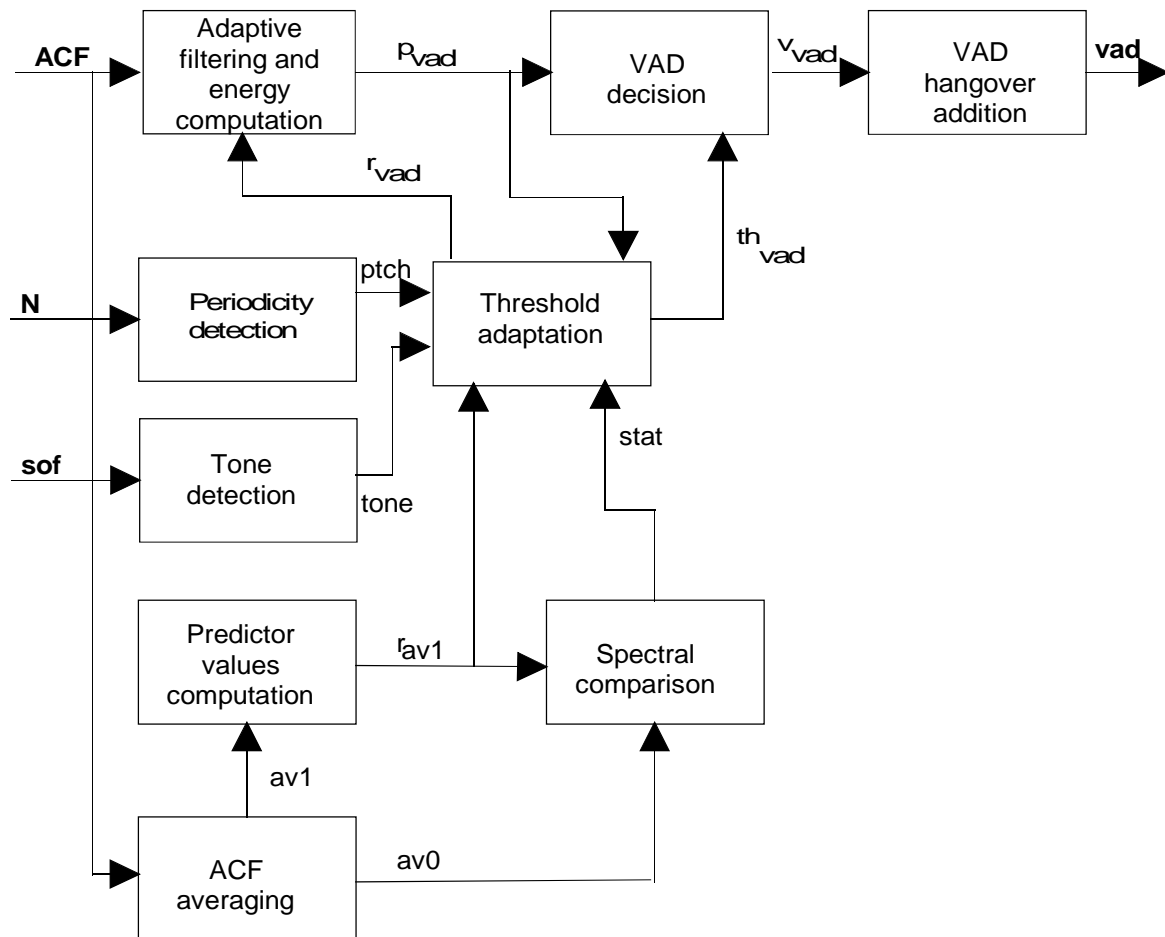 ACF
Adaptive
filtering and
energy
computation
pvad
VAD
decision
vvad
VAD
hangover
addition
vad
rvad
thvad
N
Periodicity
detection
ptch
Threshold
adaptation
sof
Tone
detection
tone
stat
Predictor
values
computation
rav1
Spectral
comparison
av1
ACF
averaging
av0